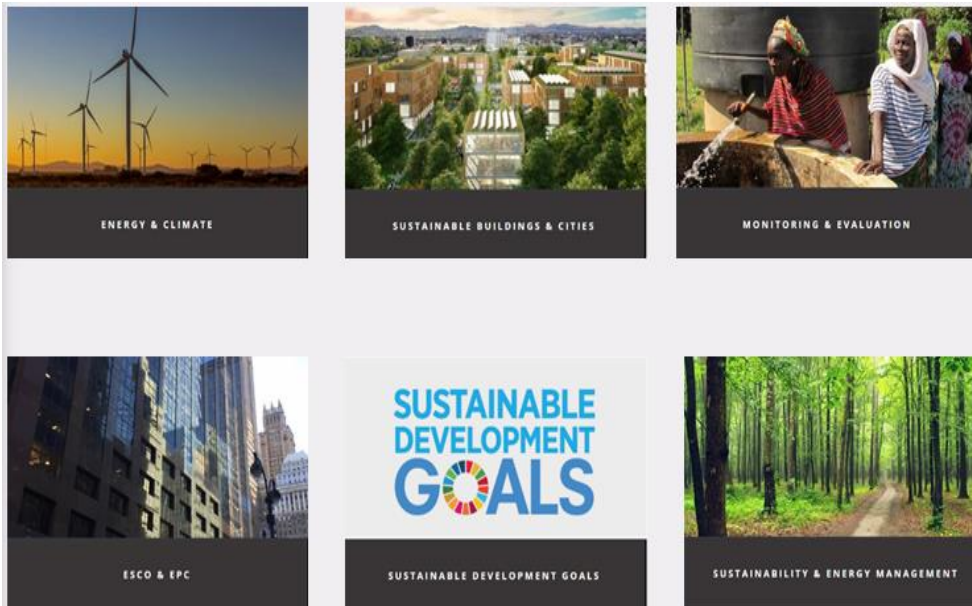 ENERGY & CLIMATE
SUSTAINABLE BUILDINGS & CITIES
MONITORING & EVALUATION
SUSTAINABLE
DEVELOPMENT
GOALS
ESCO & EPC
SUSTAINABLE DEVELOPMENT GOALS
SUSTAINABILITY & ENERGY MANAGEMENT